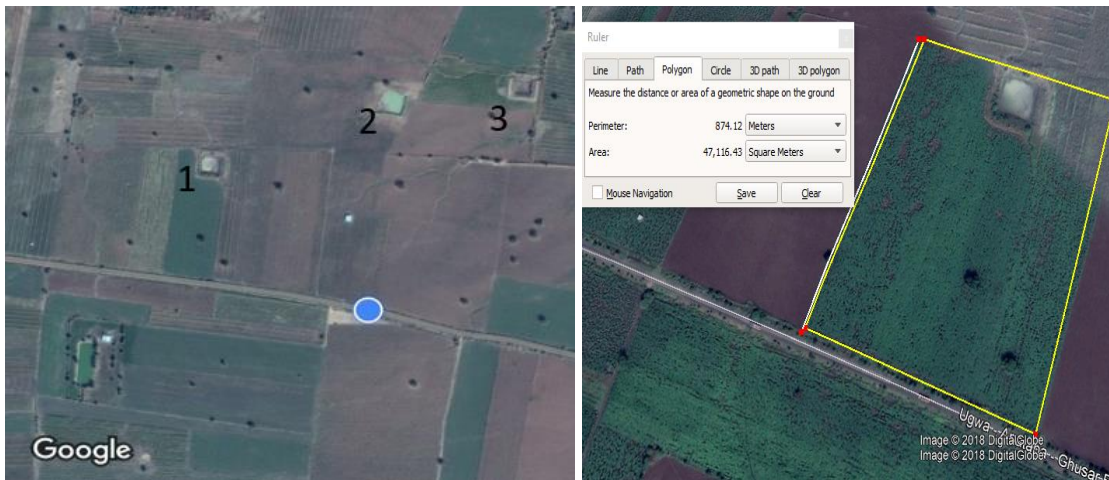 1
2
3
Google
Ruler
Line Path Polygon Circle 3D path 3D polygon
Measure the distance or area of a geometric shape on the ground
Perimeter: 874.12 Meters
Area: 47,116.43 Square Meters
Mouse Navigation Save Clear
Image © 2018 DigitalGlobe
Image © 2018 DigitalGlobe